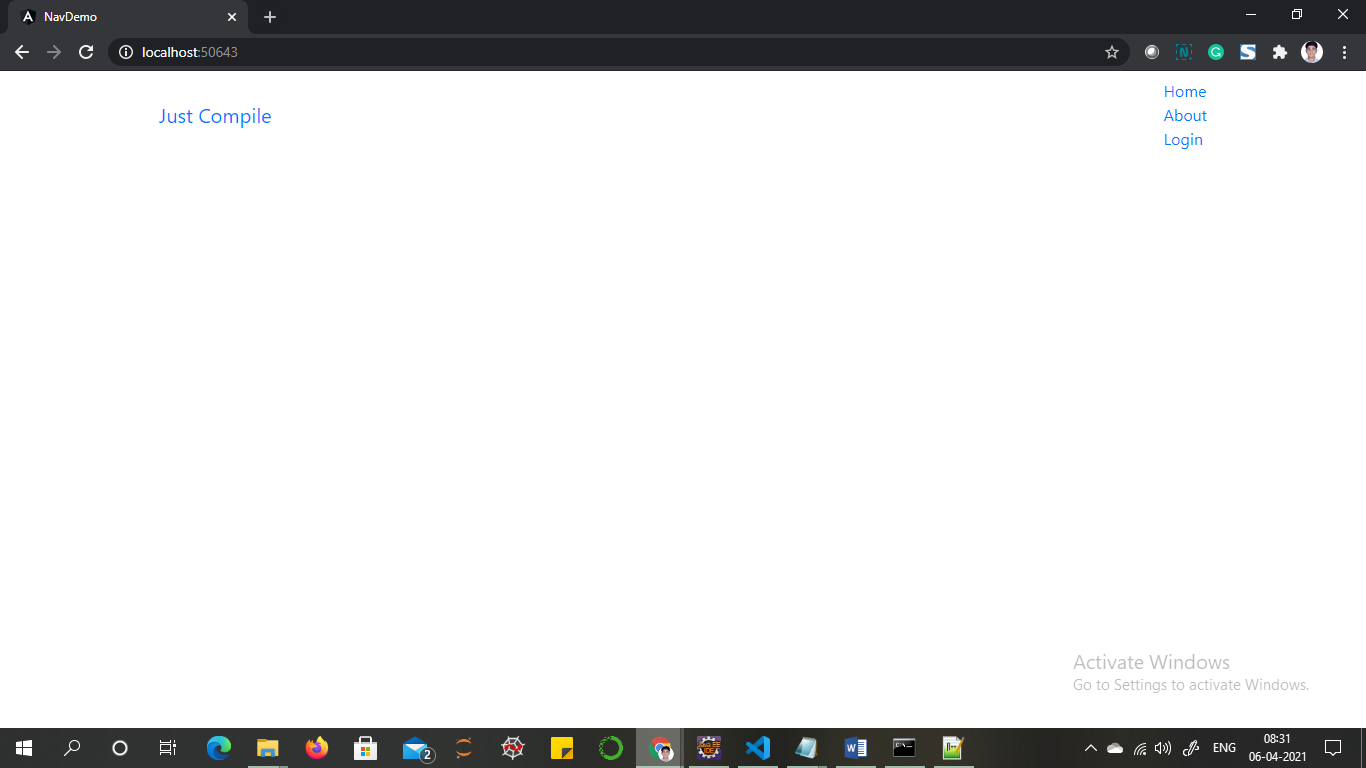 NavDemo
localhost:50643
Just Compile
Home
About
Login
Activate Windows
Go to Settings to activate Windows.
2
ENG
08:31
06-04-2021